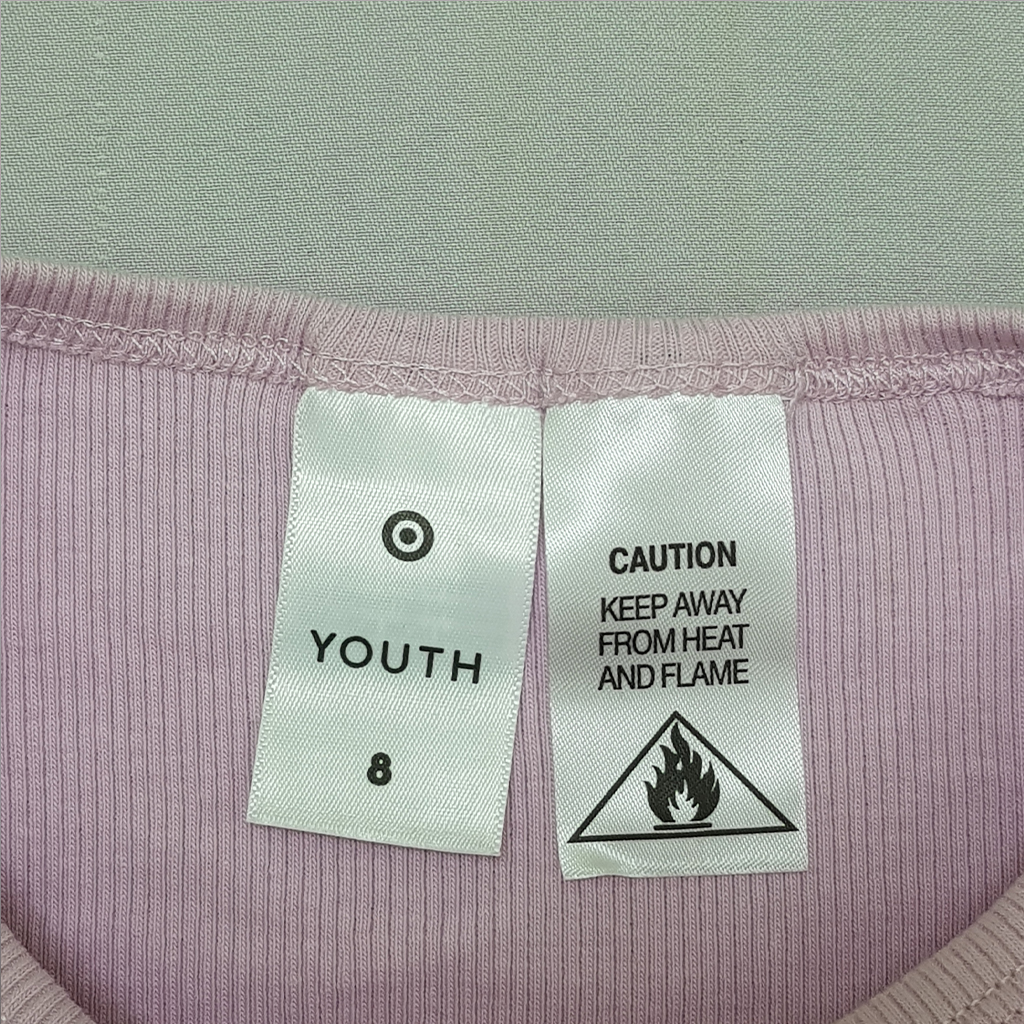 YOUTH
8
CAUTION
KEEP AWAY
FROM HEAT
AND FLAME